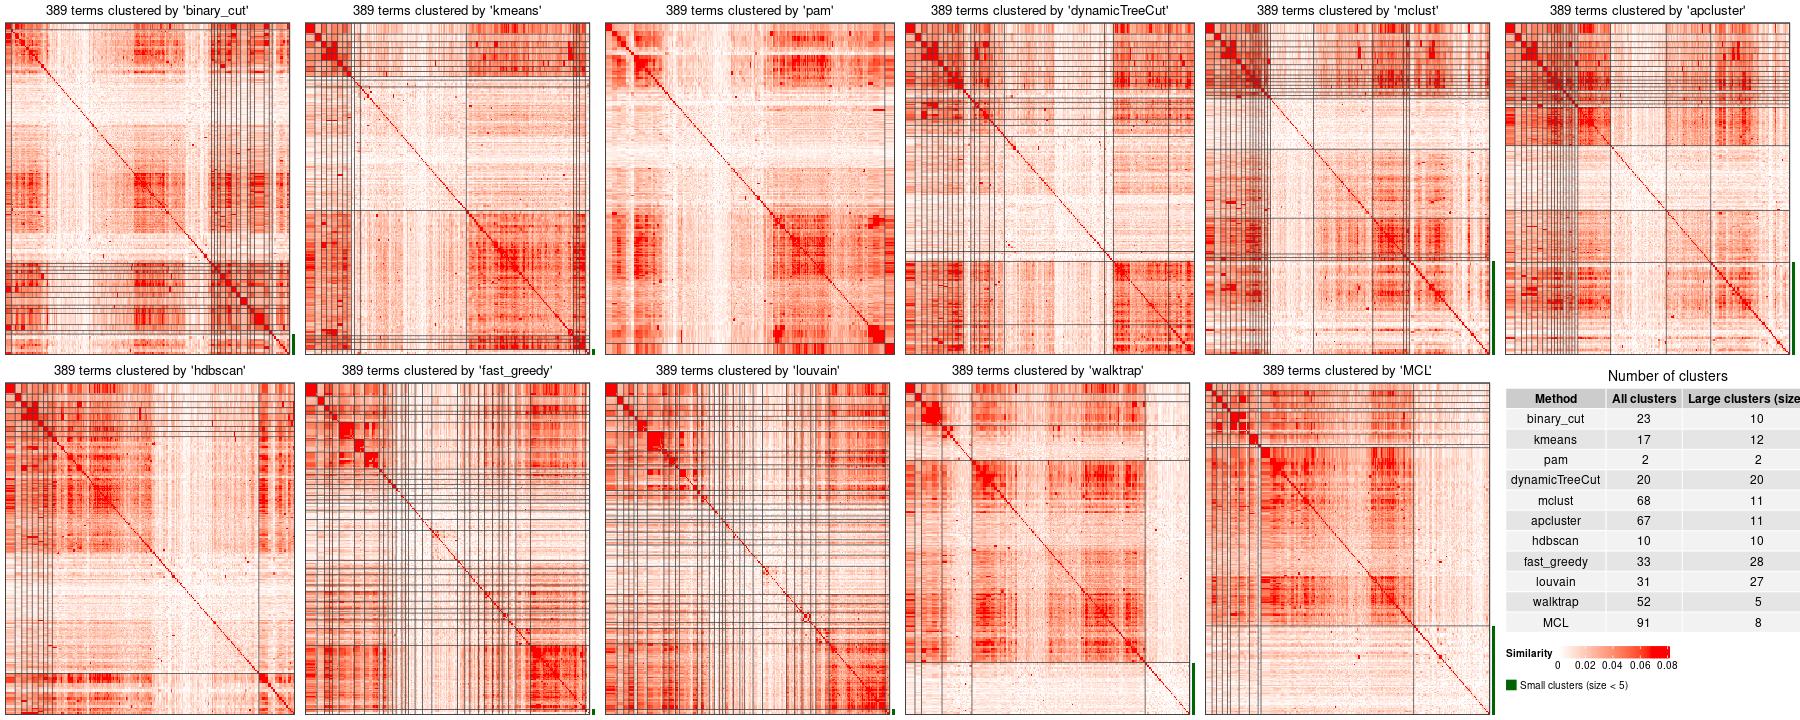 389 terms clustered by 'binary_cut'
389 terms clustered by 'kmeans'
389 terms clustered by 'pam'
389 terms clustered by 'dynamicTreeCut'
389 terms clustered by 'mclust'
389 terms clustered by 'apcluster'
389 terms clustered by 'hdbscan'
389 terms clustered by 'fast_greedy'
389 terms clustered by 'louvain'
389 terms clustered by 'walktrap'
389 terms clustered by 'MCL'
Number of clusters
Method All clusters Large clusters (size
binary_cut 23 10
kmeans 17 12
pam 2 2
dynamicTreeCut 20 20
mclust 68 11
apcluster 67 11
hdbscan 10 10
fast_greedy 33 28
louvain 31 27
walktrap 52 5
MCL 91 8
Similarity
0 0.02 0.04 0.06 0.08
Small clusters (size < 5)